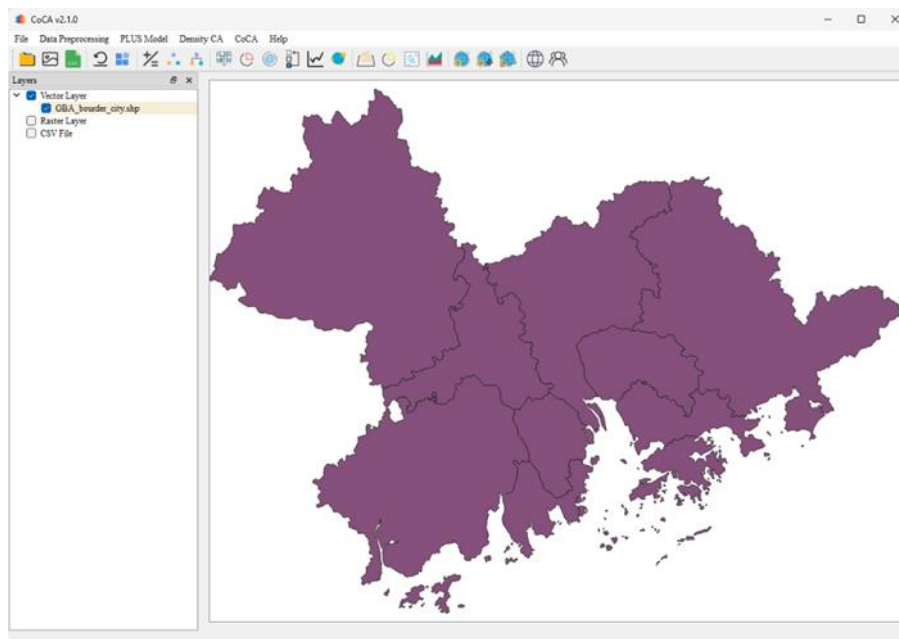 CoCA v2.1.0
File Data Preprocessing PLUS Model Density CA CoCA Help
Layers
Vector Layer
GBA_bourder_city.shp
Raster Layer
CSV File